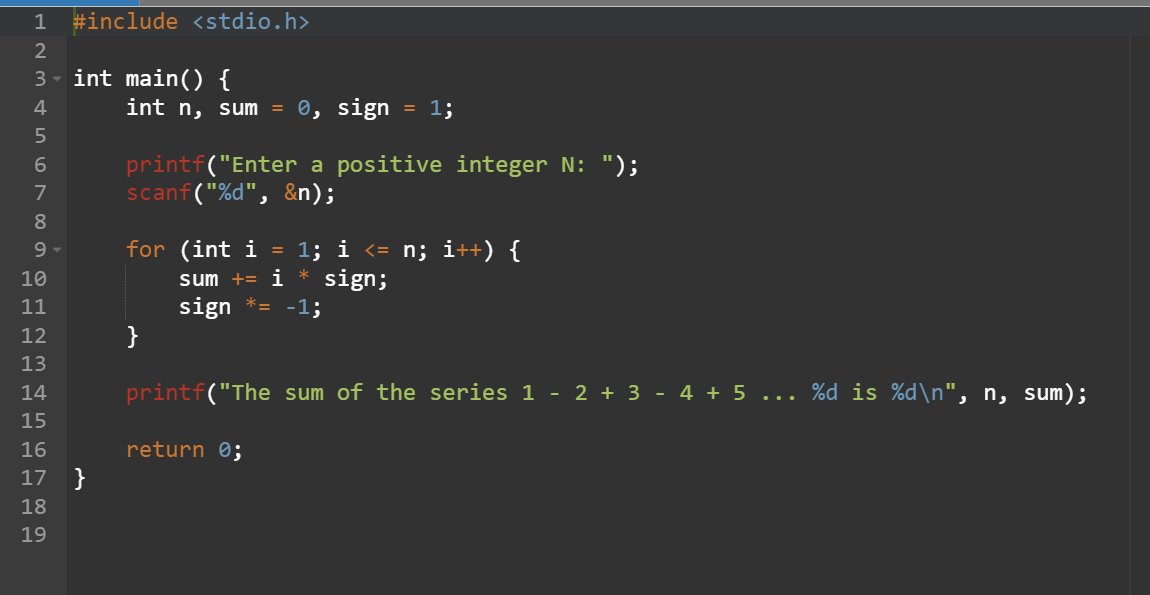 1 #include <stdio.h>
2
3 int main() {
4     int n, sum = 0, sign = 1;
5
6     printf("Enter a positive integer N: ");
7     scanf("%d", &n);
8
9     for (int i = 1; i <= n; i++) {
10         sum += i * sign;
11         sign *= -1;
12     }
13
14     printf("The sum of the series 1 - 2 + 3 - 4 + 5 ... %d is %d\n", n, sum);
15
16     return 0;
17 }
18
19